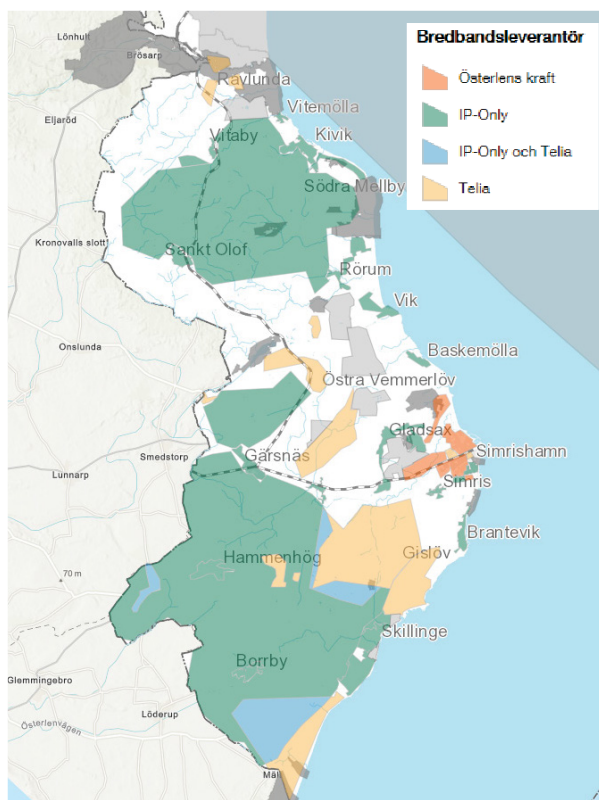 Bredbandsleverantör
Österlens kraft
IP-Only
IP-Only och Telia
Telia
Lönhult
Brösarp
Ravlunda
Vitemölla
Eljaröd
Vitaby
Kivik
Södra Mellby
Kronovalls slott
Sankt Olof
Rörum
Vik
Onslunda
Baskemölla
Östra Vemmerlöv
Gladsax
Smedstorp
Gärsnäs
Simrishamn
Lunnarp
Simris
Brantevik
Hammenhög
Gislöv
70 m
Skillinge
Borrby
Glemmingebro
Löderup
Österlenvägen
Mäl